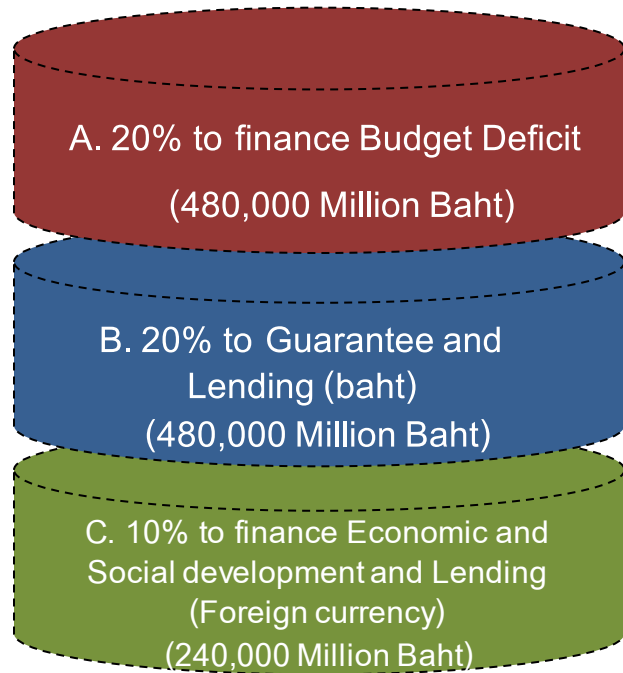 A. 20% to finance Budget Deficit
(480,000 Million Baht)
B. 20% to Guarantee and
Lending (baht)
(480,000 Million Baht)
C. 10% to finance Economic and
Social development and Lending
(Foreign currency)
(240,000 Million Baht)